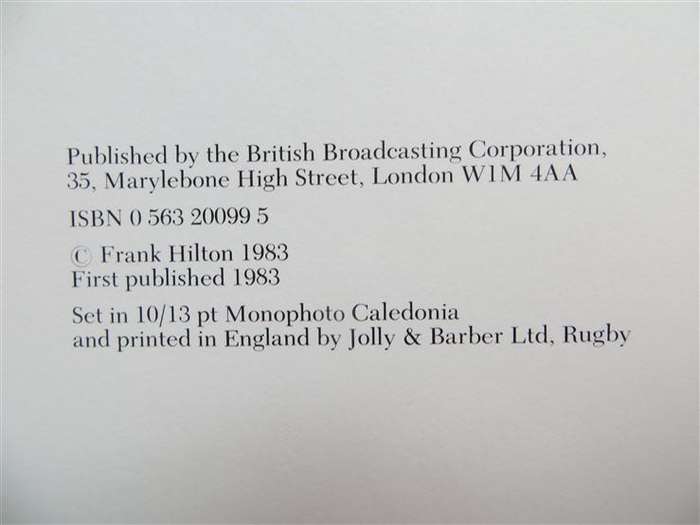 Published by the British Broadcasting Corporation,
35, Marylebone High Street, London W1M 4AA
ISBN 0 563 20099 5
© Frank Hilton 1983
First published 1983
Set in 10/13 pt Monophoto Caledonia
and printed in England by Jolly & Barber Ltd, Rugby